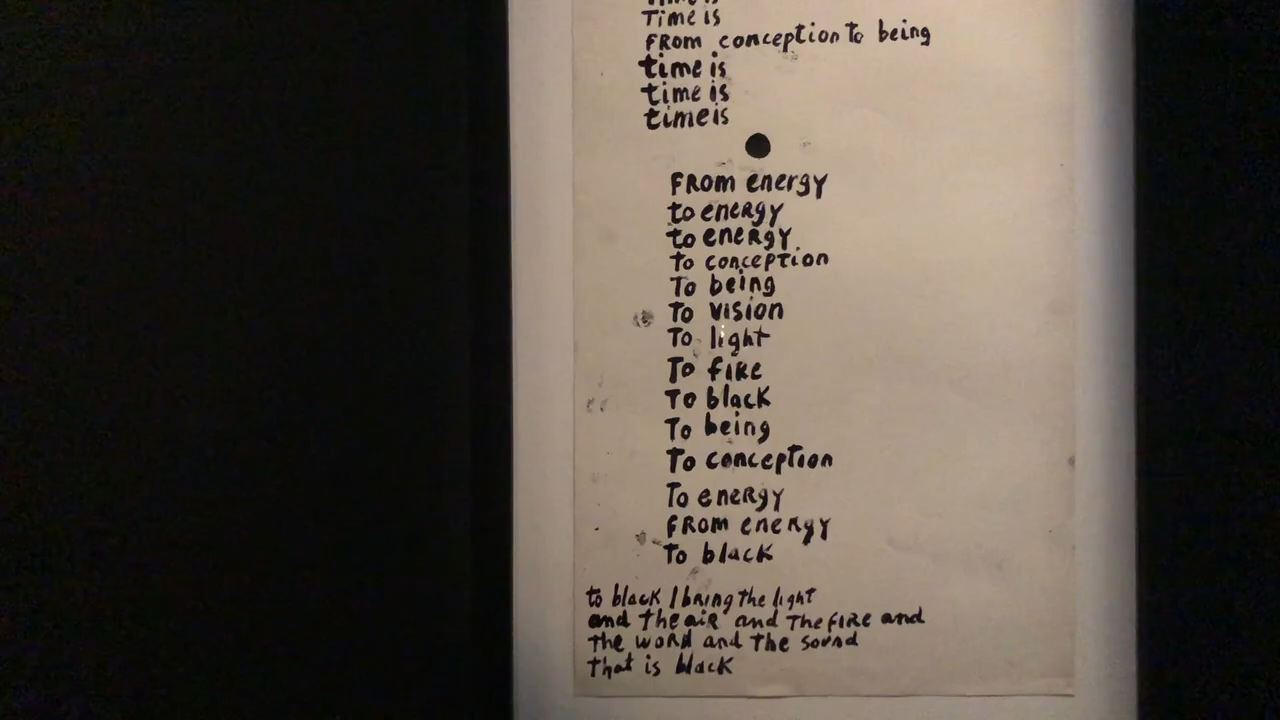 Time is
Time is
FROM conception To being
time is
time is
time is
FROM energy
to eneRgy
to eneRgy
To conception
To being
To vision
To light
To fiRe
To black
To being
To conception
To eneRgy
fRom eneRgy
To black
to black I bRing the light
and the aiR and The fiRe and
The woRd and The sound
that is black